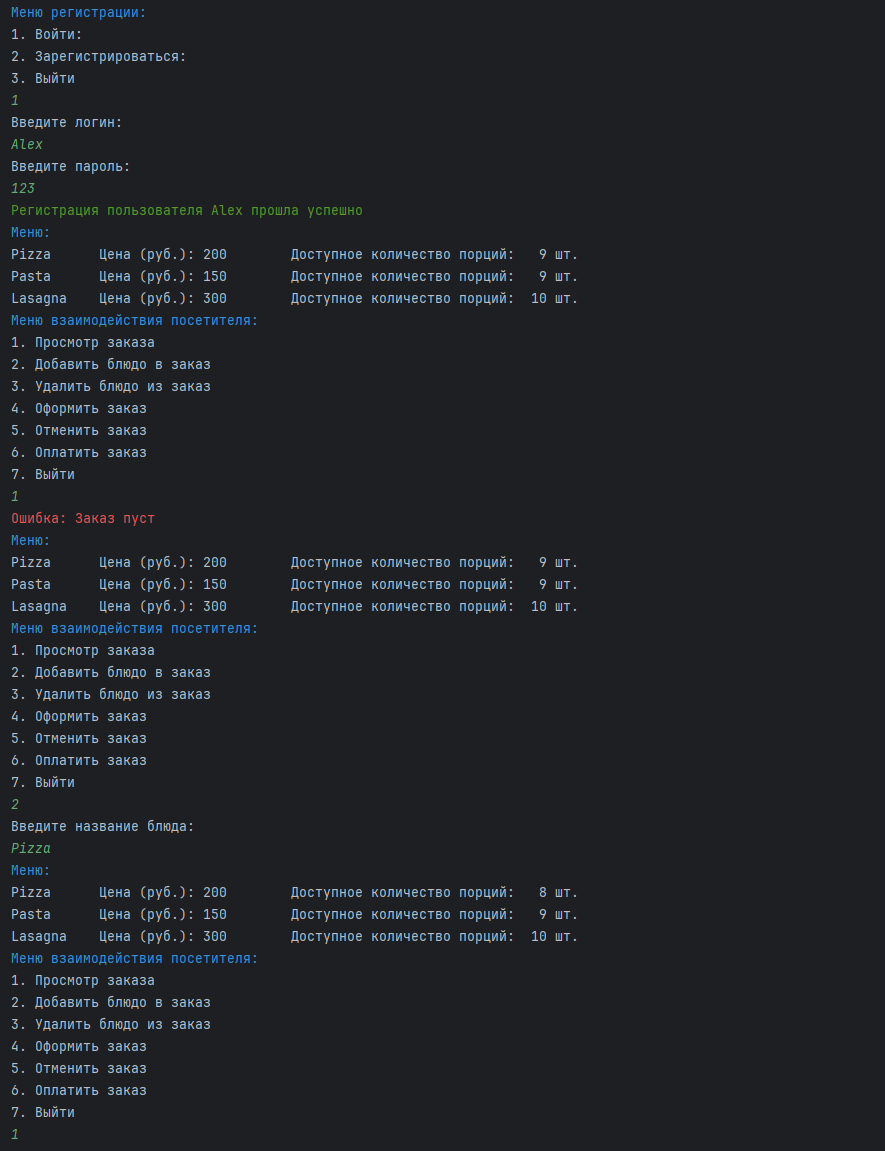 Меню регистрации:
1. Войти:
2. Зарегистрироваться:
3. Выйти
1
Введите логин:
Alex
Введите пароль:
123
Регистрация пользователя Alex прошла успешно
Меню:
Pizza      Цена (руб.): 200        Доступное количество порций:   9 шт.
Pasta      Цена (руб.): 150        Доступное количество порций:   9 шт.
Lasagna    Цена (руб.): 300        Доступное количество порций:  10 шт.
Меню взаимодействия посетителя:
1. Просмотр заказа
2. Добавить блюдо в заказ
3. Удалить блюдо из заказ
4. Оформить заказ
5. Отменить заказ
6. Оплатить заказ
7. Выйти
1
Ошибка: Заказ пуст
Меню:
Pizza      Цена (руб.): 200        Доступное количество порций:   9 шт.
Pasta      Цена (руб.): 150        Доступное количество порций:   9 шт.
Lasagna    Цена (руб.): 300        Доступное количество порций:  10 шт.
Меню взаимодействия посетителя:
1. Просмотр заказа
2. Добавить блюдо в заказ
3. Удалить блюдо из заказ
4. Оформить заказ
5. Отменить заказ
6. Оплатить заказ
7. Выйти
2
Введите название блюда:
Pizza
Меню:
Pizza      Цена (руб.): 200        Доступное количество порций:   8 шт.
Pasta      Цена (руб.): 150        Доступное количество порций:   9 шт.
Lasagna    Цена (руб.): 300        Доступное количество порций:  10 шт.
Меню взаимодействия посетителя:
1. Просмотр заказа
2. Добавить блюдо в заказ
3. Удалить блюдо из заказ
4. Оформить заказ
5. Отменить заказ
6. Оплатить заказ
7. Выйти
1